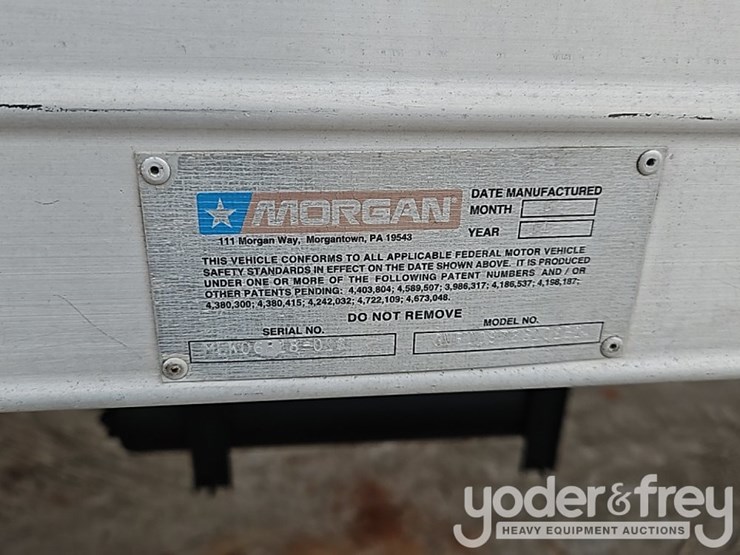 MORGAN
DATE MANUFACTURED
MONTH
YEAR
111 Morgan Way, Morgantown, PA 19543
THIS VEHICLE CONFORMS TO ALL APPLICABLE FEDERAL MOTOR VEHICLE
SAFETY STANDARDS IN EFFECT ON THE DATE SHOWN ABOVE. IT IS PRODUCED
UNDER ONE OR MORE OF THE FOLLOWING PATENT NUMBERS AND / OR
OTHER PATENTS PENDING: 4,403,804; 4,589,507; 3,986,317; 4,186,537; 4,198,187;
4,380,300; 4,380,415; 4,242,032; 4,722,109; 4,673,048.
DO NOT REMOVE
SERIAL NO.
MODEL NO.
yoder&frey
HEAVY EQUIPMENT AUCTIONS